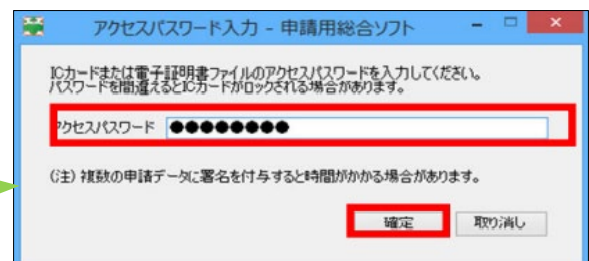 アクセスパスワード入力 - 申請用総合ソフト
ICカードまたは電子証明書ファイルのアクセスパスワードを入力してください。
パスワードを間違えるとICカードがロックされる場合があります。
アクセスパスワード ●●●●●●●●
(注) 複数の申請データに署名を付与すると時間がかかる場合があります。
確定 取り消し